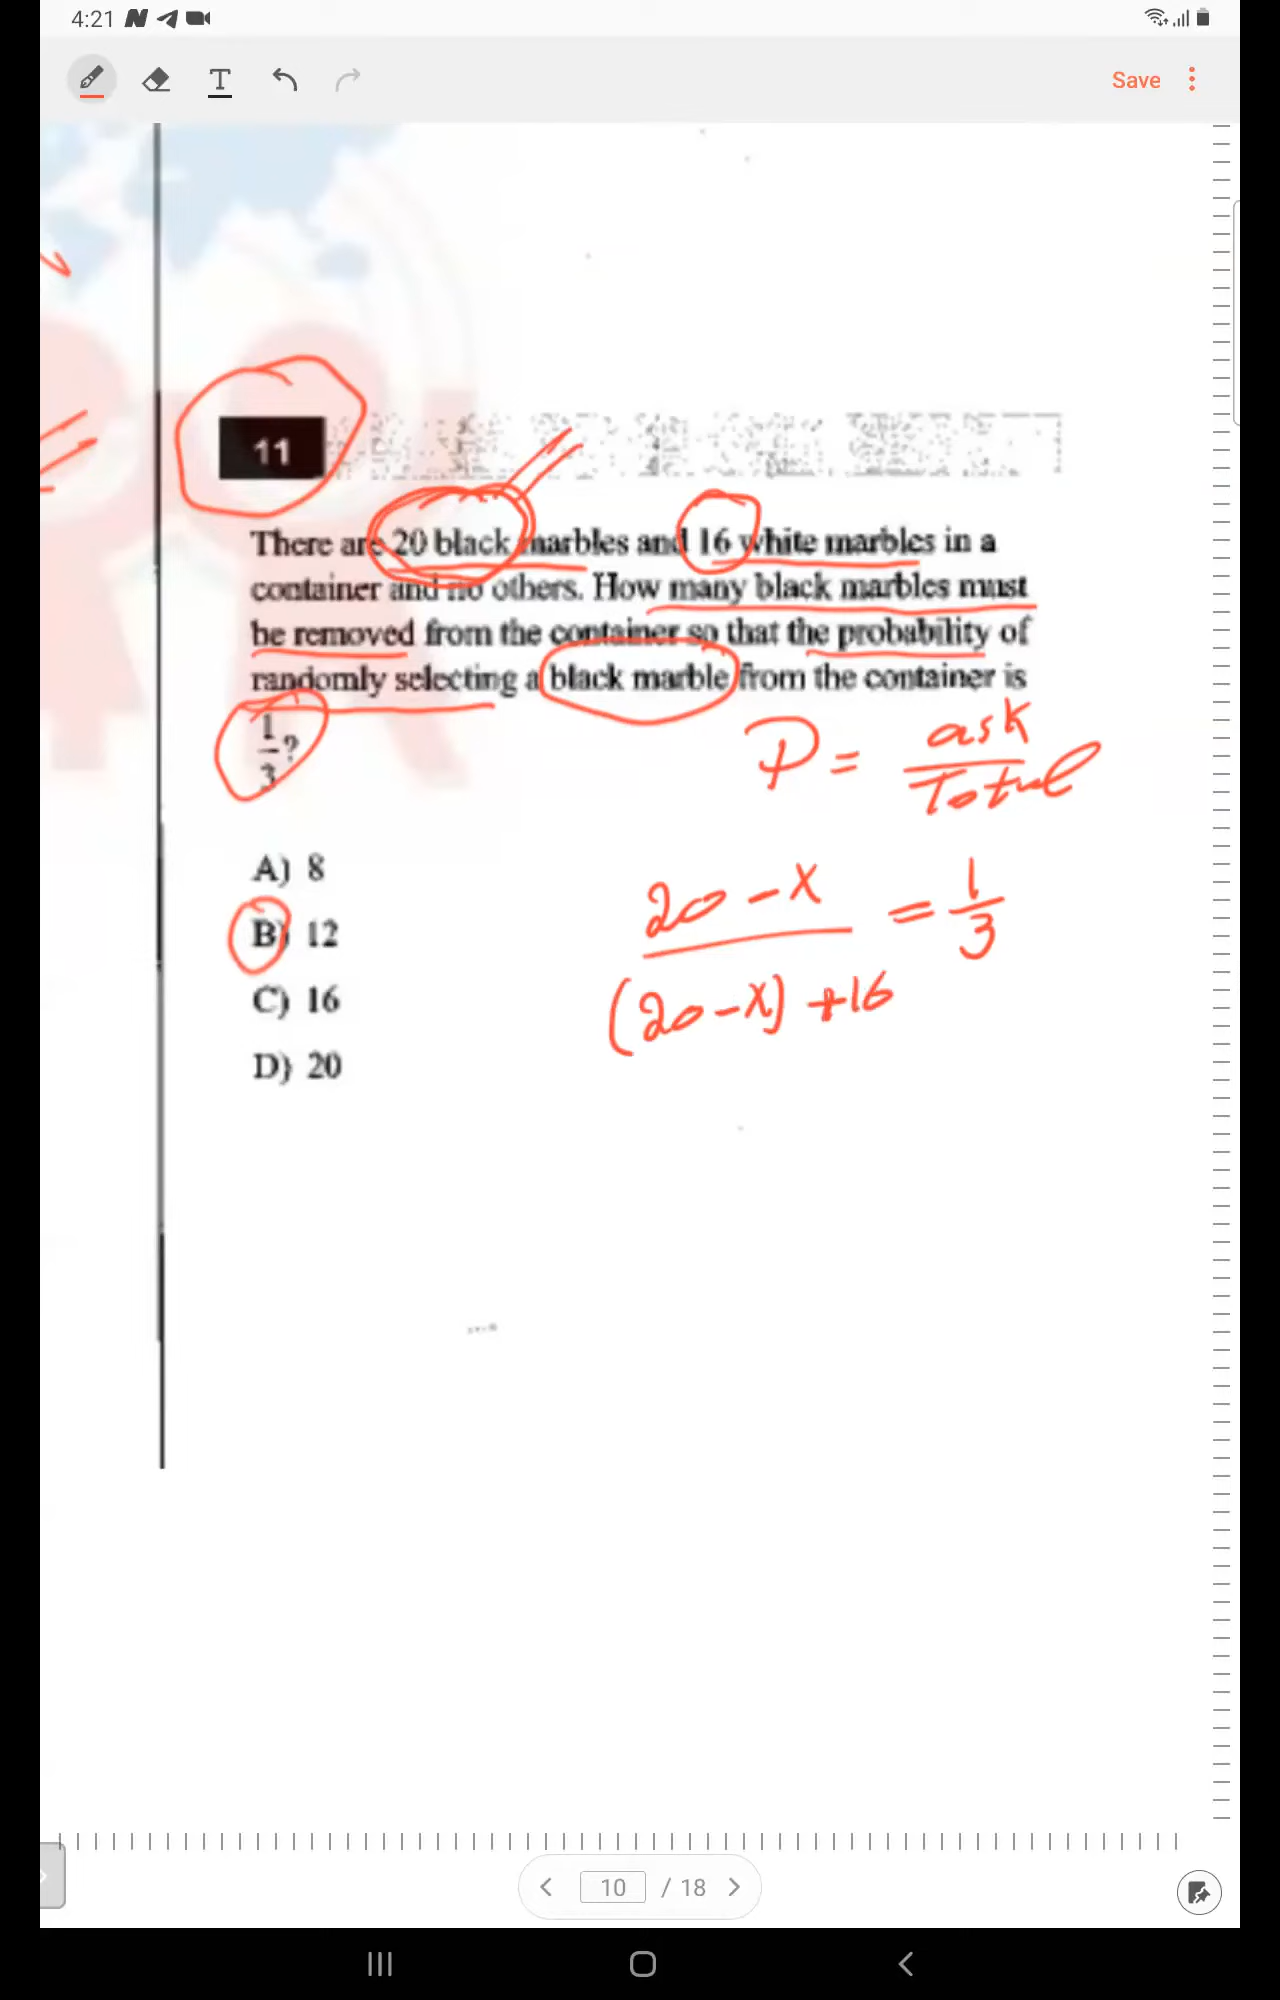 4:21
T
Save
11
There are 20 black marbles and 16 white marbles in a
container and no others. How many black marbles must
be removed from the container so that the probability of
randomly selecting a black marble from the container is
1/3?
P = ask/Total
A) 8
20 - x / (20 - x) + 16 = 1/3
B) 12
C) 16
D) 20
10 / 18